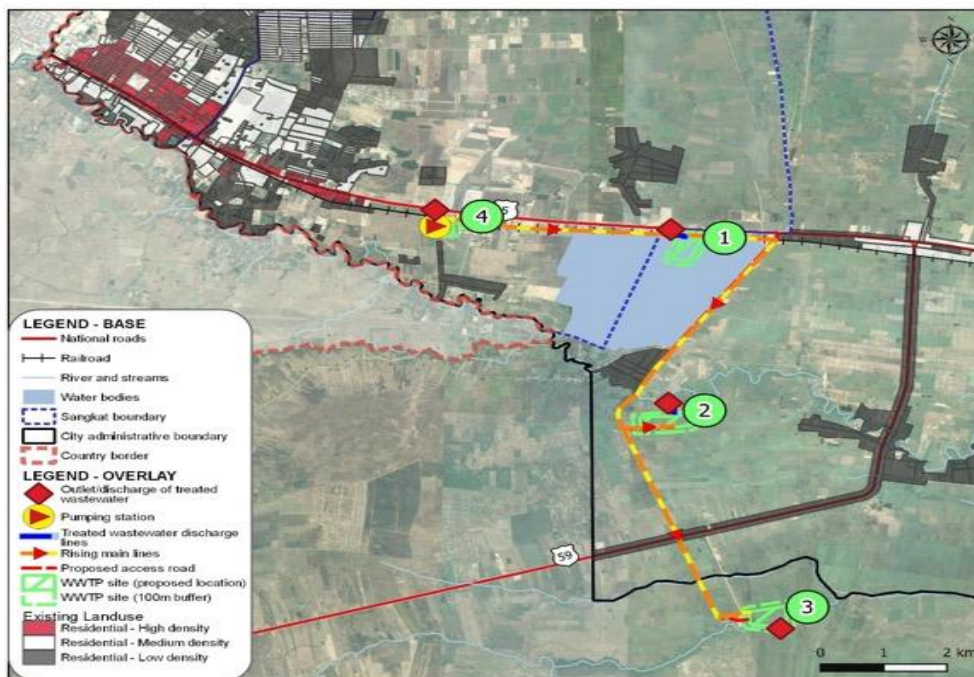 N
5
4
1
2
59
3
LEGEND - BASE
National roads
Railroad
River and streams
Water bodies
Sangkat boundary
City administrative boundary
Country border
LEGEND - OVERLAY
Outlet/discharge of treated
wastewater
Pumping station
Treated wastewater discharge
lines
Rising main lines
Proposed access road
WWTP site (proposed location)
WWTP site (100m buffer)
Existing Landuse
Residential - High density
Residential - Medium density
Residential - Low density
0 1 2 km